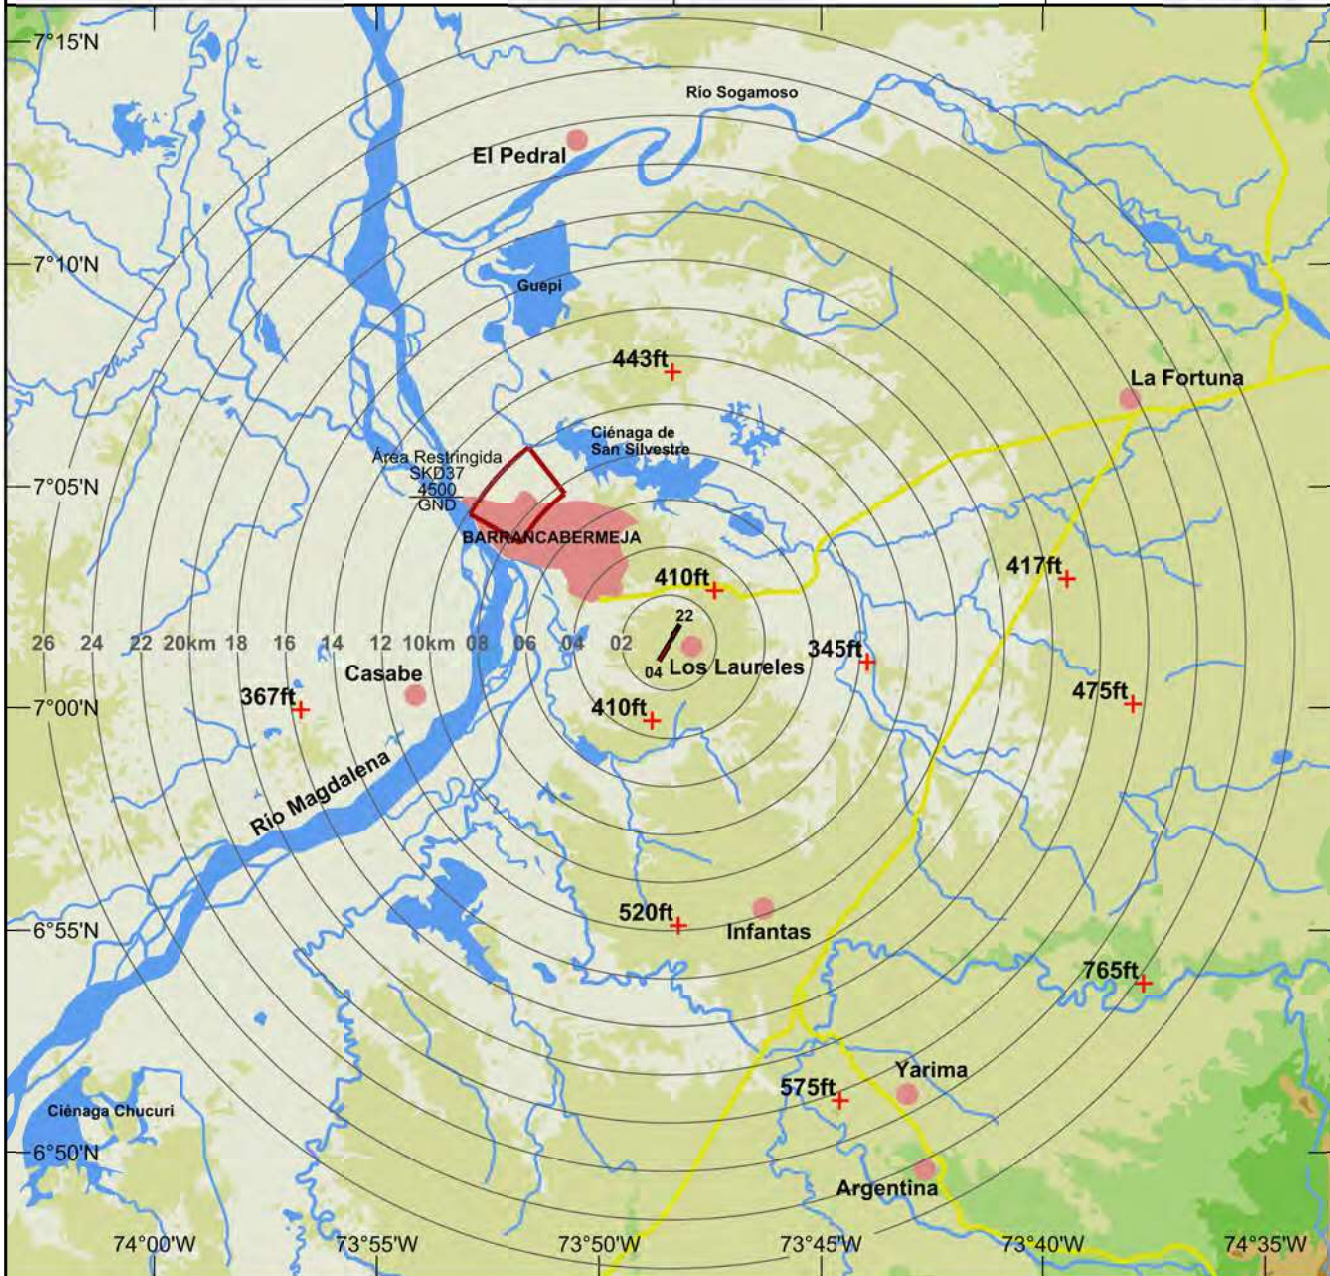 7°15'N
Río Sogamoso
El Pedral
7°10'N
Guepi
443ft
La Fortuna
Ciénaga de
San Silvestre
Área Restringida
SKD37
4500
GND
7°05'N
BARRANCABERMEJA
410ft
417ft
22
26 24 22 20km 18 16 14 12 10km 08 06 04 02
04
Los Laureles
345ft
Casabe
367ft
475ft
7°00'N
410ft
Río Magdalena
520ft
6°55'N
Infantas
765ft
Yarima
575ft
Ciénaga Chucuri
6°50'N
Argentina
74°00'W
73°55'W
73°50'W
73°45'W
73°40'W
74°35'W